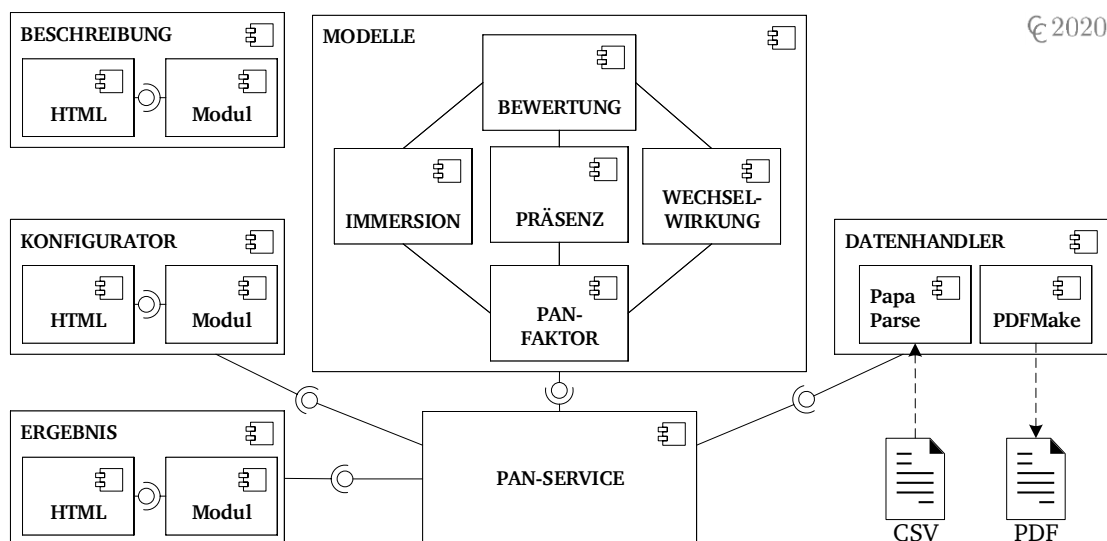 BESCHREIBUNG
HTML
Modul
MODELLE
BEWERTUNG
IMMERSION
PRÄSENZ
WECHSEL-
WIRKUNG
PAN-
FAKTOR
2020
KONFIGURATOR
HTML
Modul
DATENHANDLER
Papa
Parse
PDFMake
ERGEBNIS
HTML
Modul
PAN-SERVICE
CSV
PDF